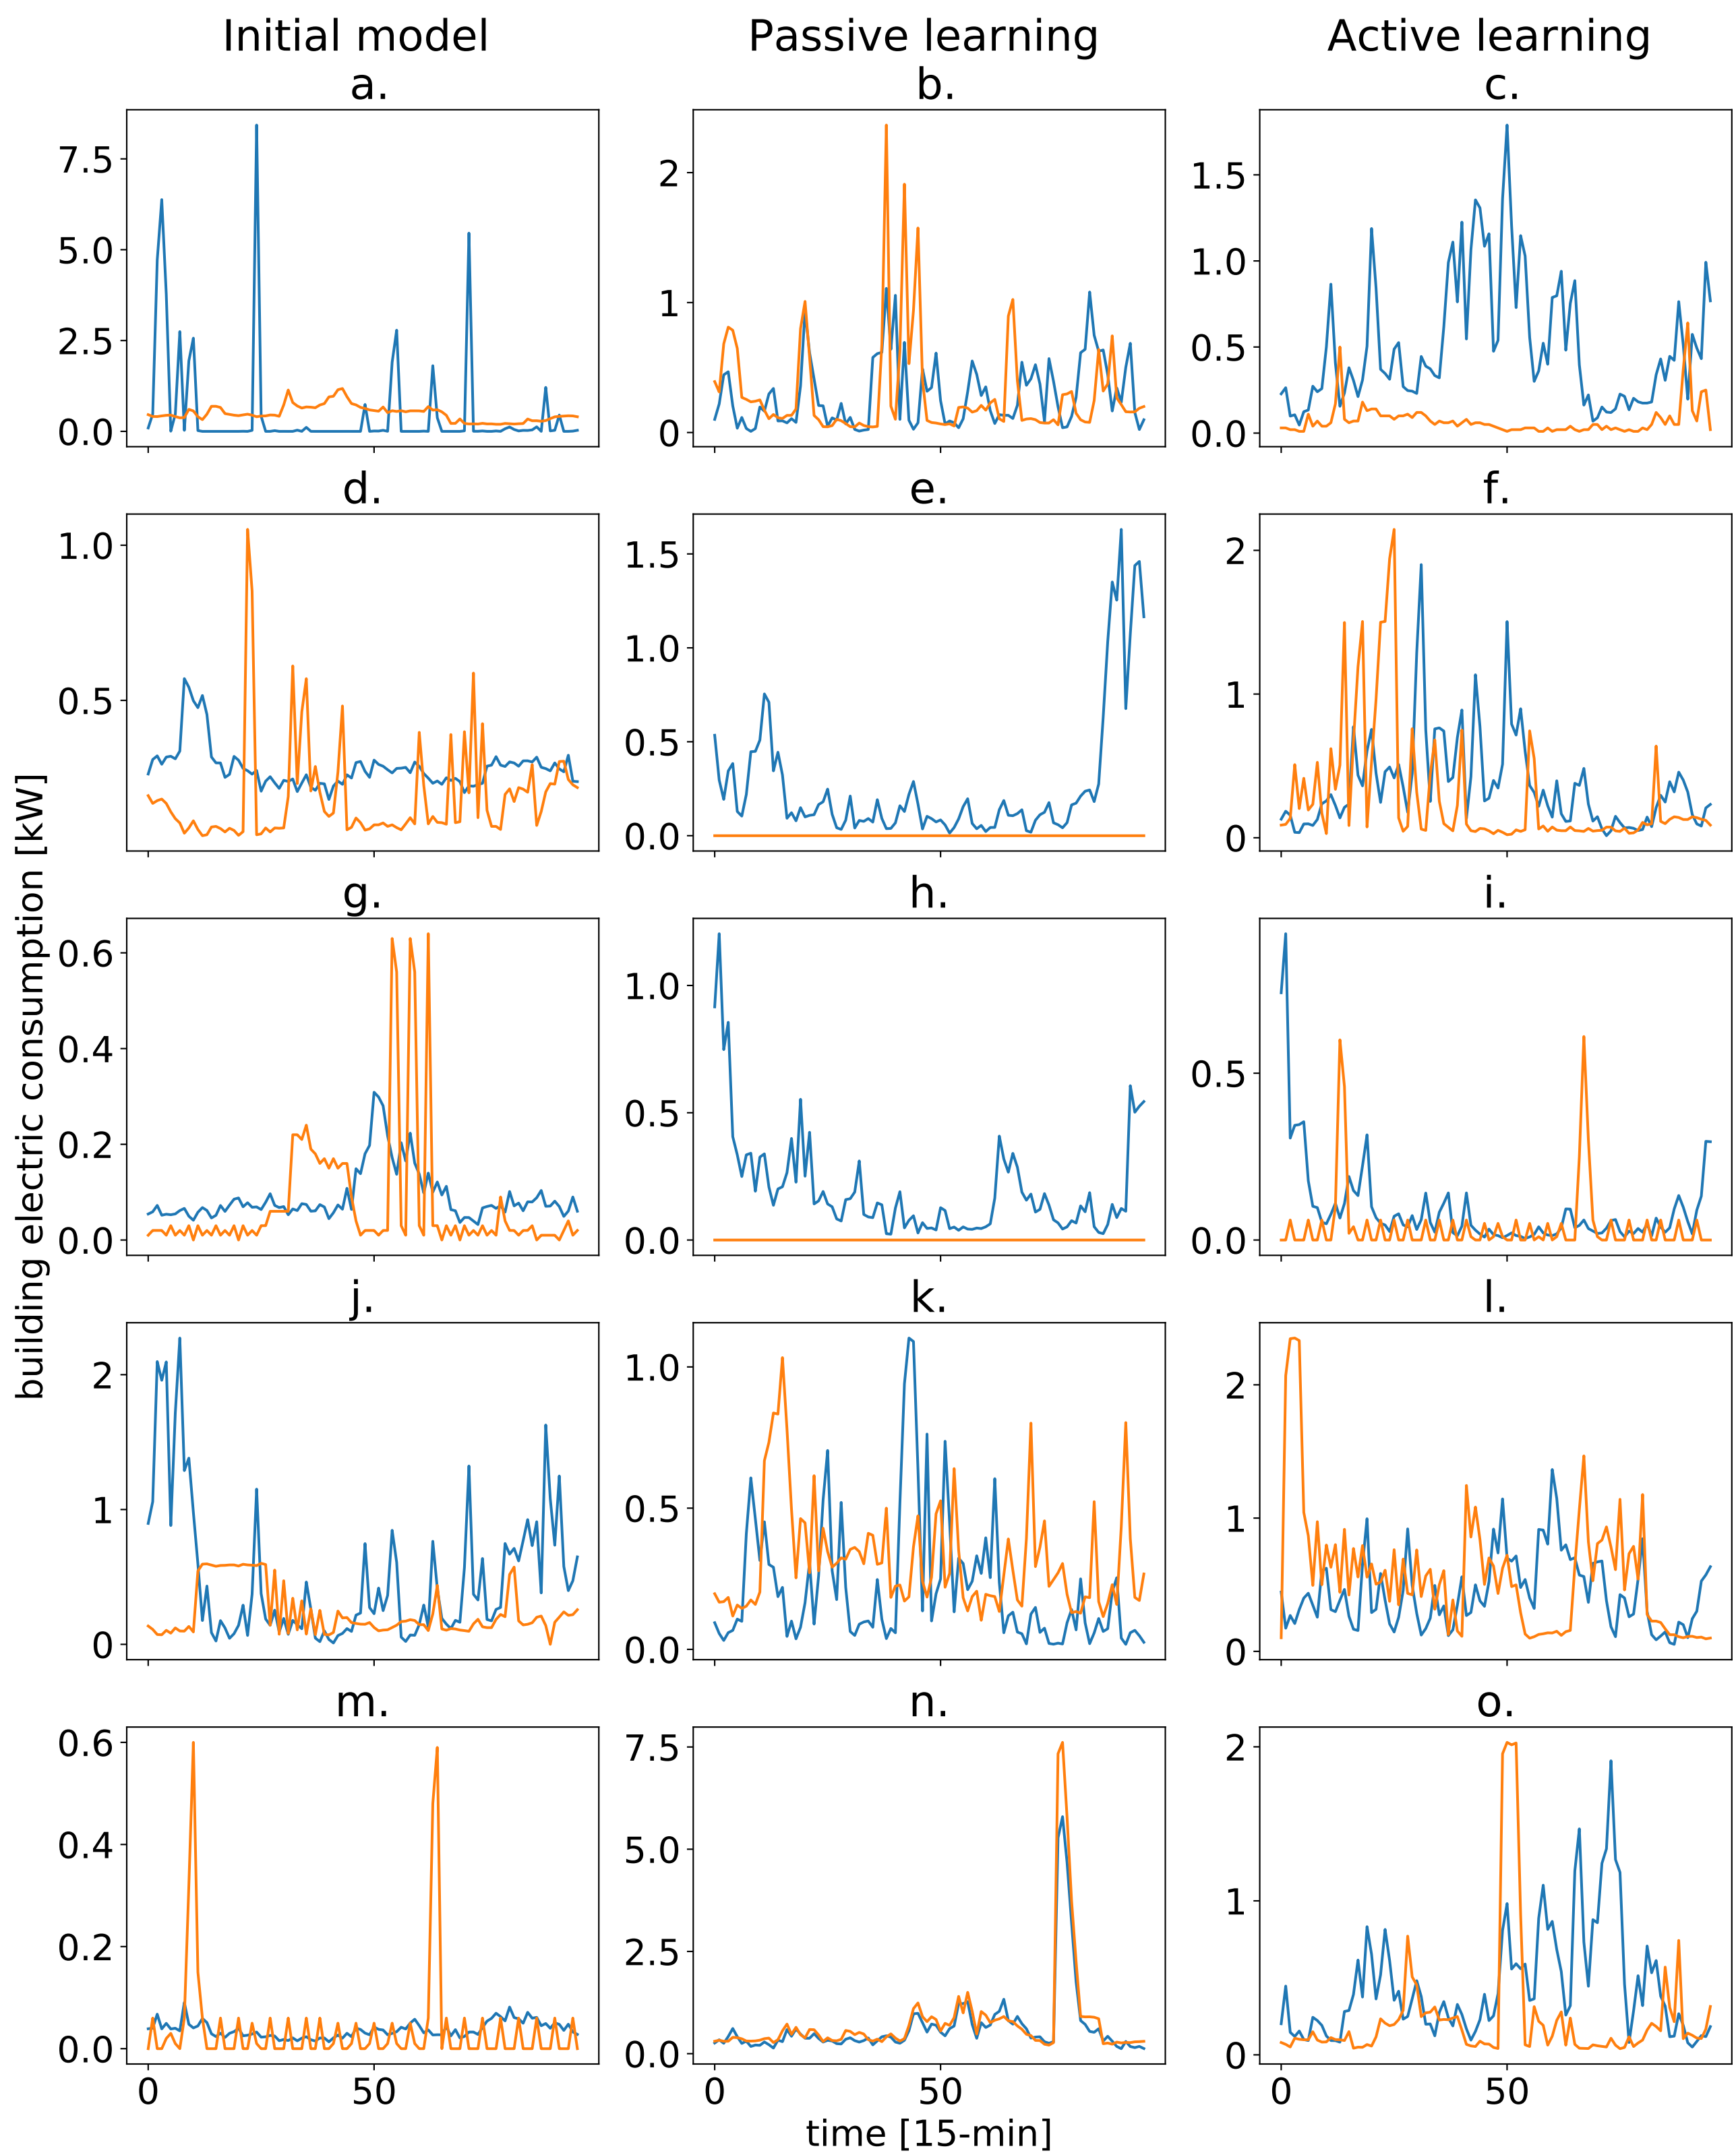 Initial model Passive learning Active learning
a. b. c.
7.5 2 1.5
5.0 1.0
2.5 1 0.5
0.0 0 0.0
d. e. f.
1.0 1.5 2
0.5 1.0 1
0.5
0.0 0
g. h. i.
0.6 1.0
0.4 0.5
0.2 0.5
0.0 0.0 0.0
building electric consumption [kW]
j. k. l.
2 1.0 2
1 0.5 1
0 0.0 0
m. n. o.
0.6 7.5 2
0.4 5.0
0.2 2.5 1
0.0 0.0 0
0 50 0 50 0 50
time [15-min]